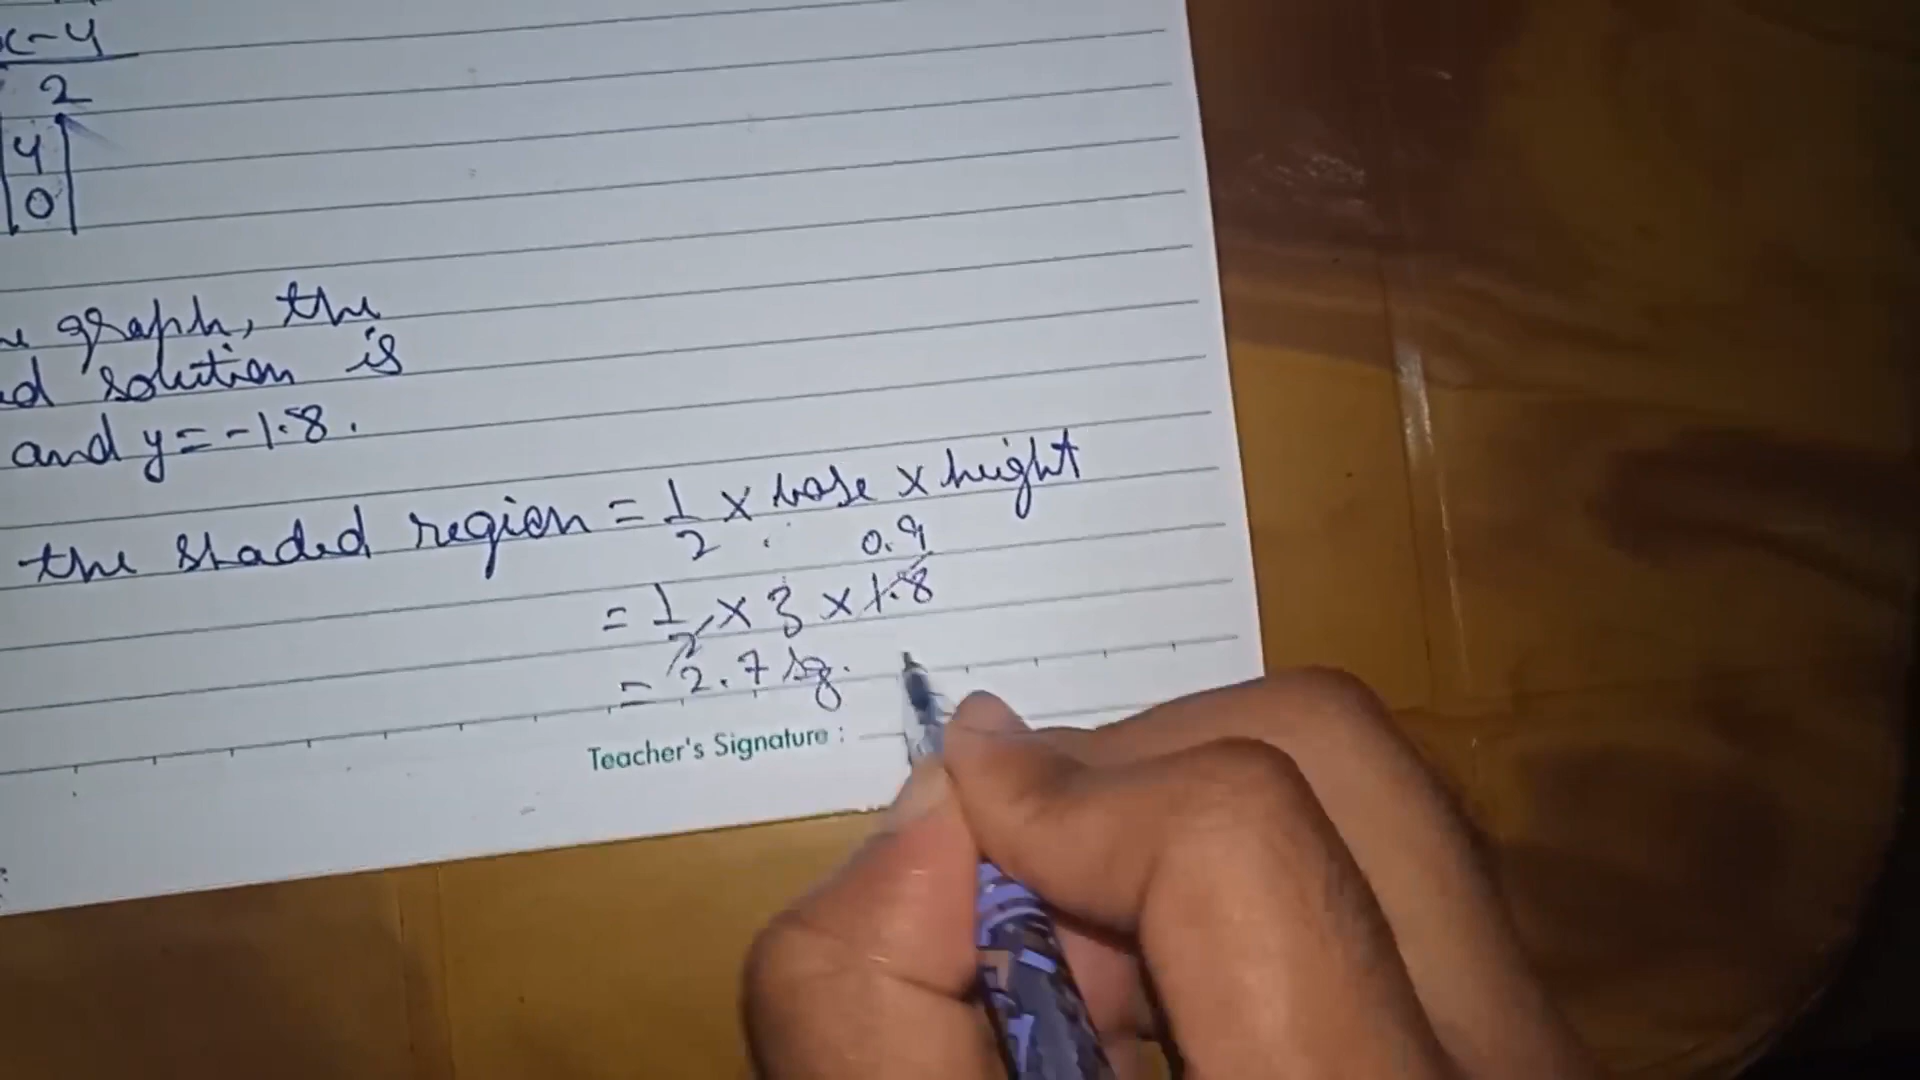 x-4
2
4
0
graph, the
solution is
and y=-1.8.
the shaded region = 1/2 × base × height
0.9
= 1/2 × 3 × 1.8
= 2.7 sq.
Teacher's Signature :